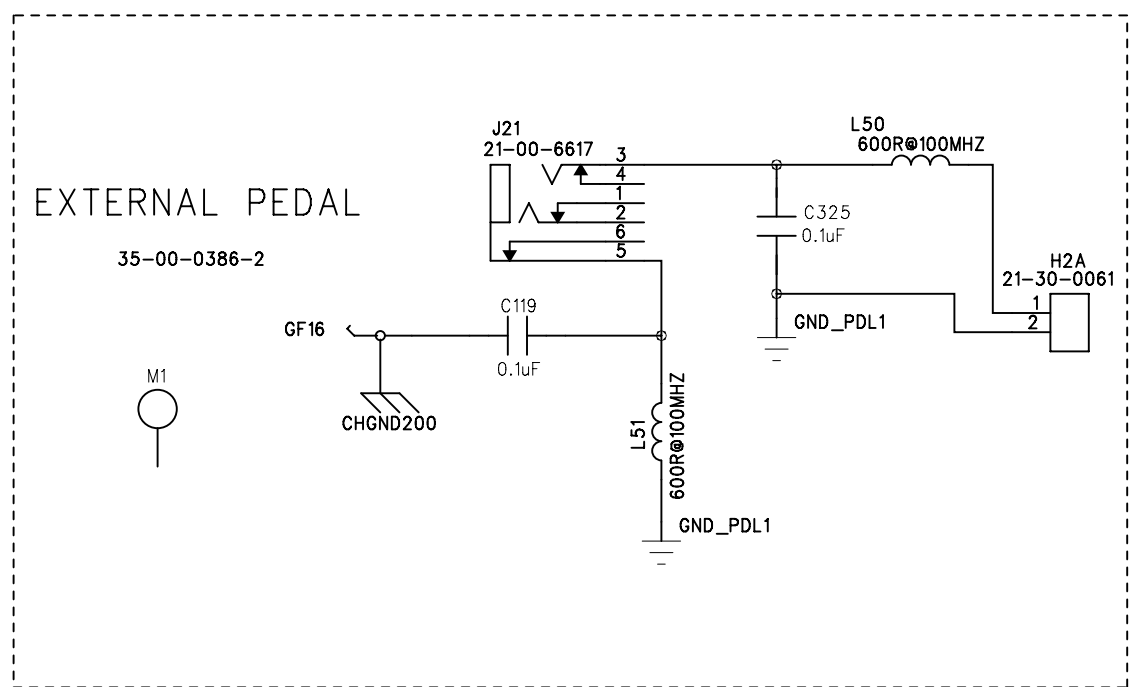 J21
21-00-6617
L50
600R@100MHZ
3
4
1
2
6
5
EXTERNAL PEDAL
35-00-0386-2
C325
0.1uF
H2A
21-30-0061
1
2
GND_PDL1
C119
0.1uF
GF16
CHGND200
M1
L51
600R@100MHZ
GND_PDL1